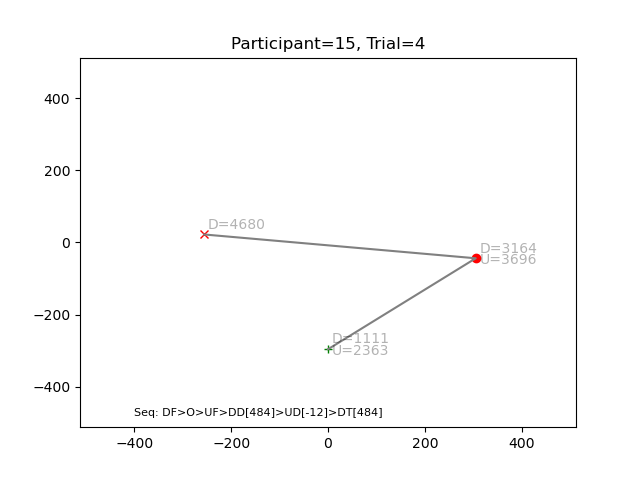 Participant=15, Trial=4
400
200
0
−200
−400
D=4680
D=3164
U=3696
D=1111
U=2363
Seq: DF>O>UF>DD[484]>UD[-12]>DT[484]
−400 −200 0 200 400